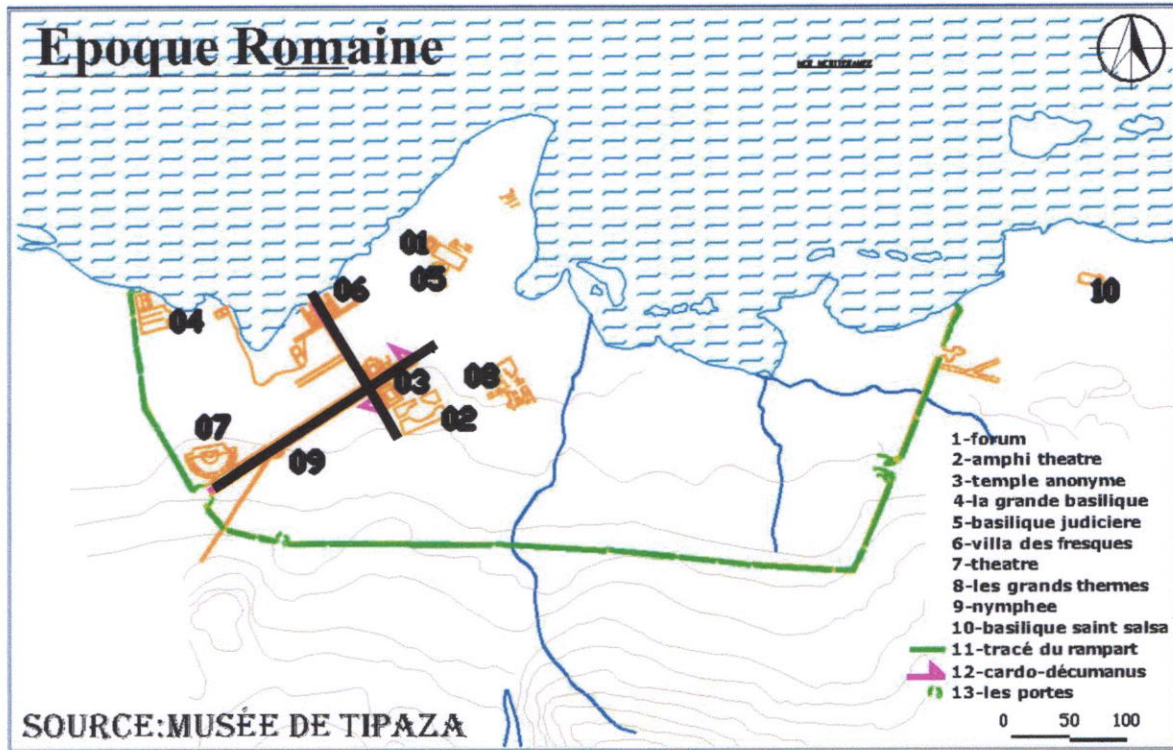 Epoque Romaine
MER MEDITERANEE
01
05
06
04
10
03
08
02
07
09
1-forum
2-amphi theatre
3-temple anonyme
4-la grande basilique
5-basilique judiciere
6-villa des fresques
7-theatre
8-les grands thermes
9-nymphee
10-basilique saint salsa
11-tracé du rampart
12-cardo-décumanus
13-les portes
0 50 100
SOURCE:MUSÉE DE TIPAZA